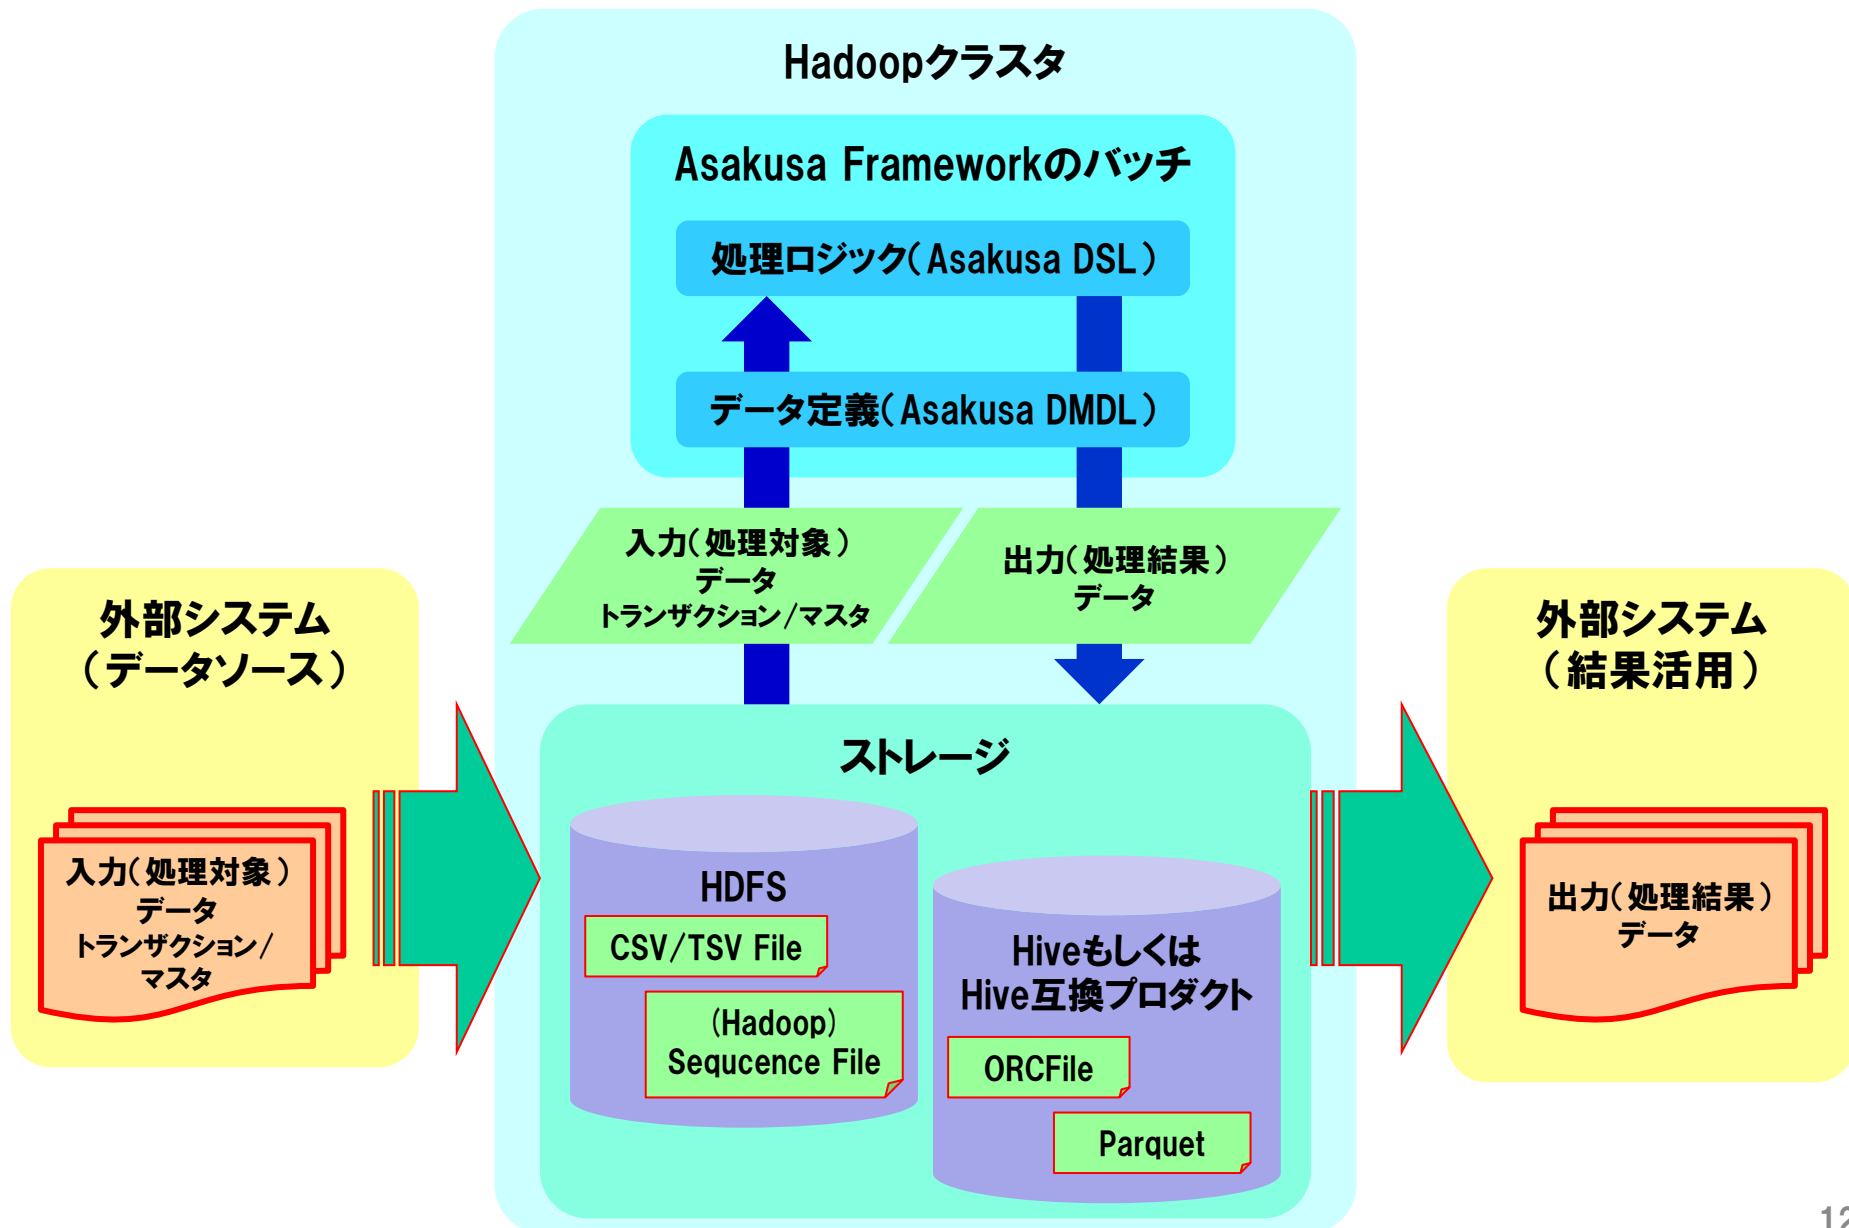 Hadoopクラスタ
Asakusa Frameworkのバッチ
処理ロジック(Asakusa DSL)
データ定義(Asakusa DMDL)
入力(処理対象)
データ
トランザクション/マスタ
出力(処理結果)
データ
外部システム
(データソース)
入力(処理対象)
データ
トランザクション/
マスタ
ストレージ
HDFS
CSV/TSV File
(Hadoop)
Sequcence File
Hiveもしくは
Hive互換プロダクト
ORCFile
Parquet
外部システム
(結果活用)
出力(処理結果)
データ
12